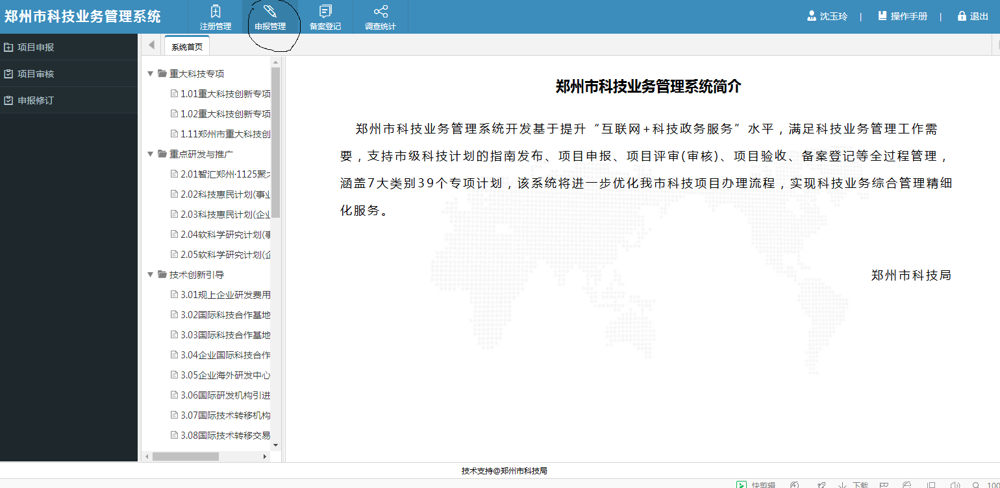 郑州市科技业务管理系统
注册管理
申报管理
备案登记
调查统计
沈玉玲 | 操作手册 | 退出
项目申报
项目审核
申报修订
系统首页
重大科技专项
1.01重大科技创新专项
1.02重大科技创新专项
1.11郑州市重大科技创
重点研发与推广
2.01智汇郑州·1125聚
2.02科技惠民计划(事业
2.03科技惠民计划(企业
2.04软科学研究计划(事
2.05软科学研究计划(企
技术创新引导
3.01规上企业研发费用
3.02国际科技合作基地
3.03国际科技合作基地
3.04企业国际科技合作
3.05企业海外研发中心
3.06国际研发机构引进
3.07国际技术转移机构
3.08国际技术转移交易
郑州市科技业务管理系统简介
郑州市科技业务管理系统开发基于提升“互联网+科技政务服务”水平，满足科技业务管理工作需
要，支持市级科技计划的指南发布、项目申报、项目评审(审核)、项目验收、备案登记等全过程管理，
涵盖7大类别39个专项计划，该系统将进一步优化我市科技项目办理流程，实现科技业务综合管理精细
化服务。
郑州市科技局
技术支持@郑州市科技局
快剪辑
下载
100